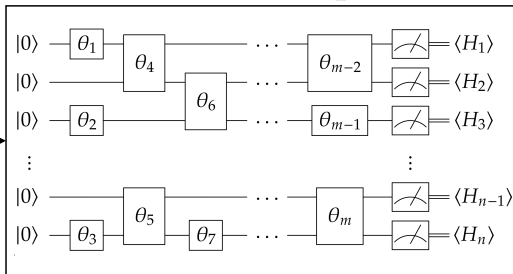 |0⟩ θ₁ θ₄ ··· θₘ₋₂ ⟨H₁⟩
|0⟩ θ₆ ··· ⟨H₂⟩
|0⟩ θ₂ ··· θₘ₋₁ ⟨H₃⟩
⋮ ⋮
|0⟩ θ₅ ··· θₘ ⟨Hₙ₋₁⟩
|0⟩ θ₃ θ₇ ··· ⟨Hₙ⟩